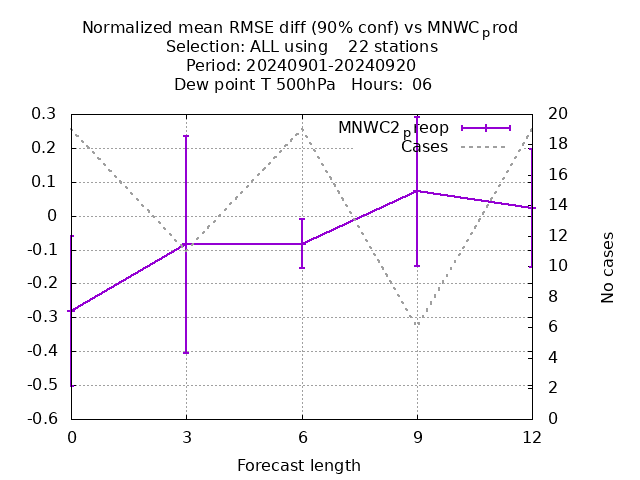 Normalized mean RMSE diff (90% conf) vs MNWC_prod
Selection: ALL using    22 stations
Period: 20240901-20240920
Dew point T 500hPa   Hours:  06
MNWC2_preop
Cases
0.3
0.2
0.1
0
-0.1
-0.2
-0.3
-0.4
-0.5
-0.6
20
18
16
14
12
10
8
6
4
2
0
No cases
0 3 6 9 12
Forecast length